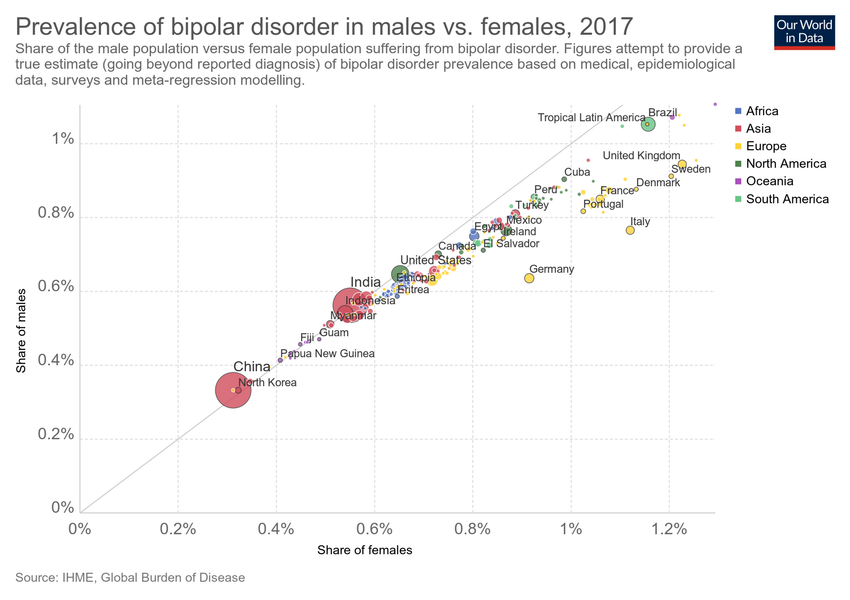 Prevalence of bipolar disorder in males vs. females, 2017
Our World
in Data
Share of the male population versus female population suffering from bipolar disorder. Figures attempt to provide a
true estimate (going beyond reported diagnosis) of bipolar disorder prevalence based on medical, epidemiological
data, surveys and meta-regression modelling.
Africa
Asia
Europe
North America
Oceania
South America
1%
0.8%
0.6%
0.4%
0.2%
0%
Share of males
Tropical Latin America
Brazil
United Kingdom
Sweden
Cuba
Denmark
Peru
France
Portugal
Turkey
Mexico
Italy
Egypt
Ireland
Canada
El Salvador
United States
Germany
Ethiopia
India
Eritrea
Indonesia
Myanmar
Fiji
Guam
Papua New Guinea
China
North Korea
0%
0.2%
0.4%
0.6%
0.8%
1%
1.2%
Share of females
Source: IHME, Global Burden of Disease